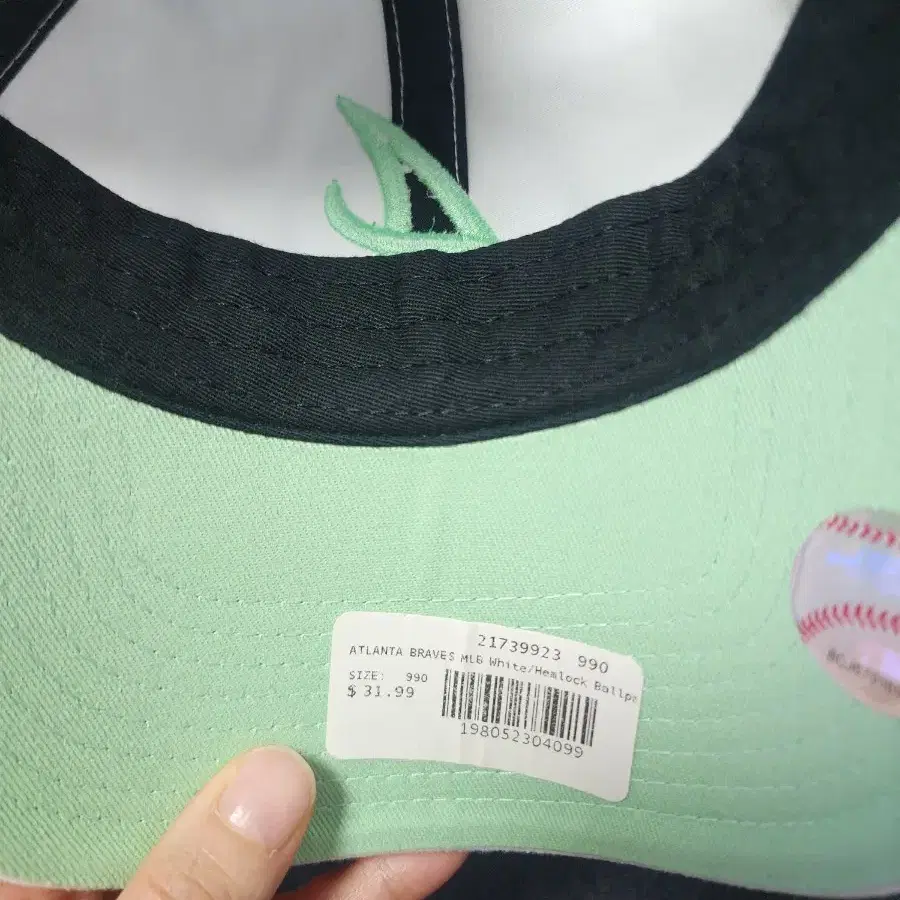 21739923 990
ATLANTA BRAVES MLB White/Hemlock Ballpa
SIZE: 990
$ 31.99
198052304099